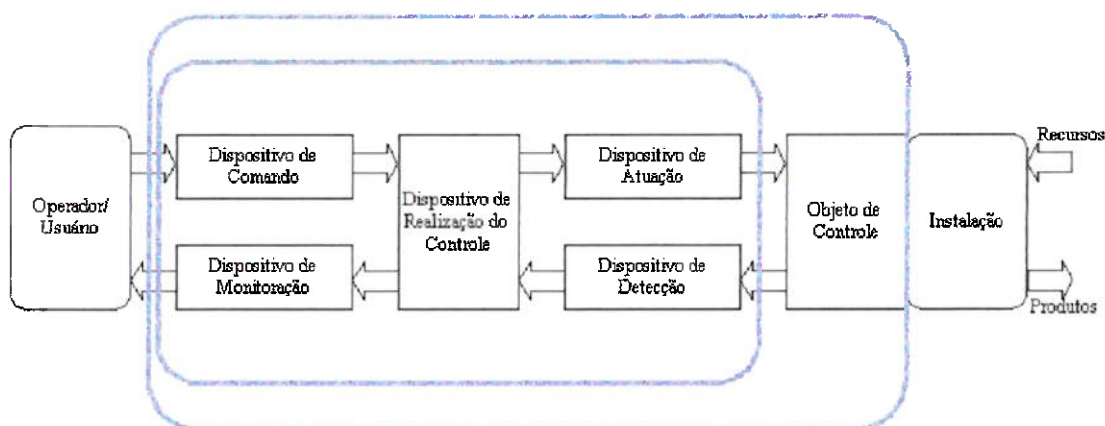 Operador/
Usuário
Dispositivo de
Comando
Dispositivo de
Monitoração
Dispositivo de
Realização do
Controle
Dispositivo de
Atuação
Dispositivo de
Detecção
Objeto de
Controle
Instalação
Recursos
Produtos